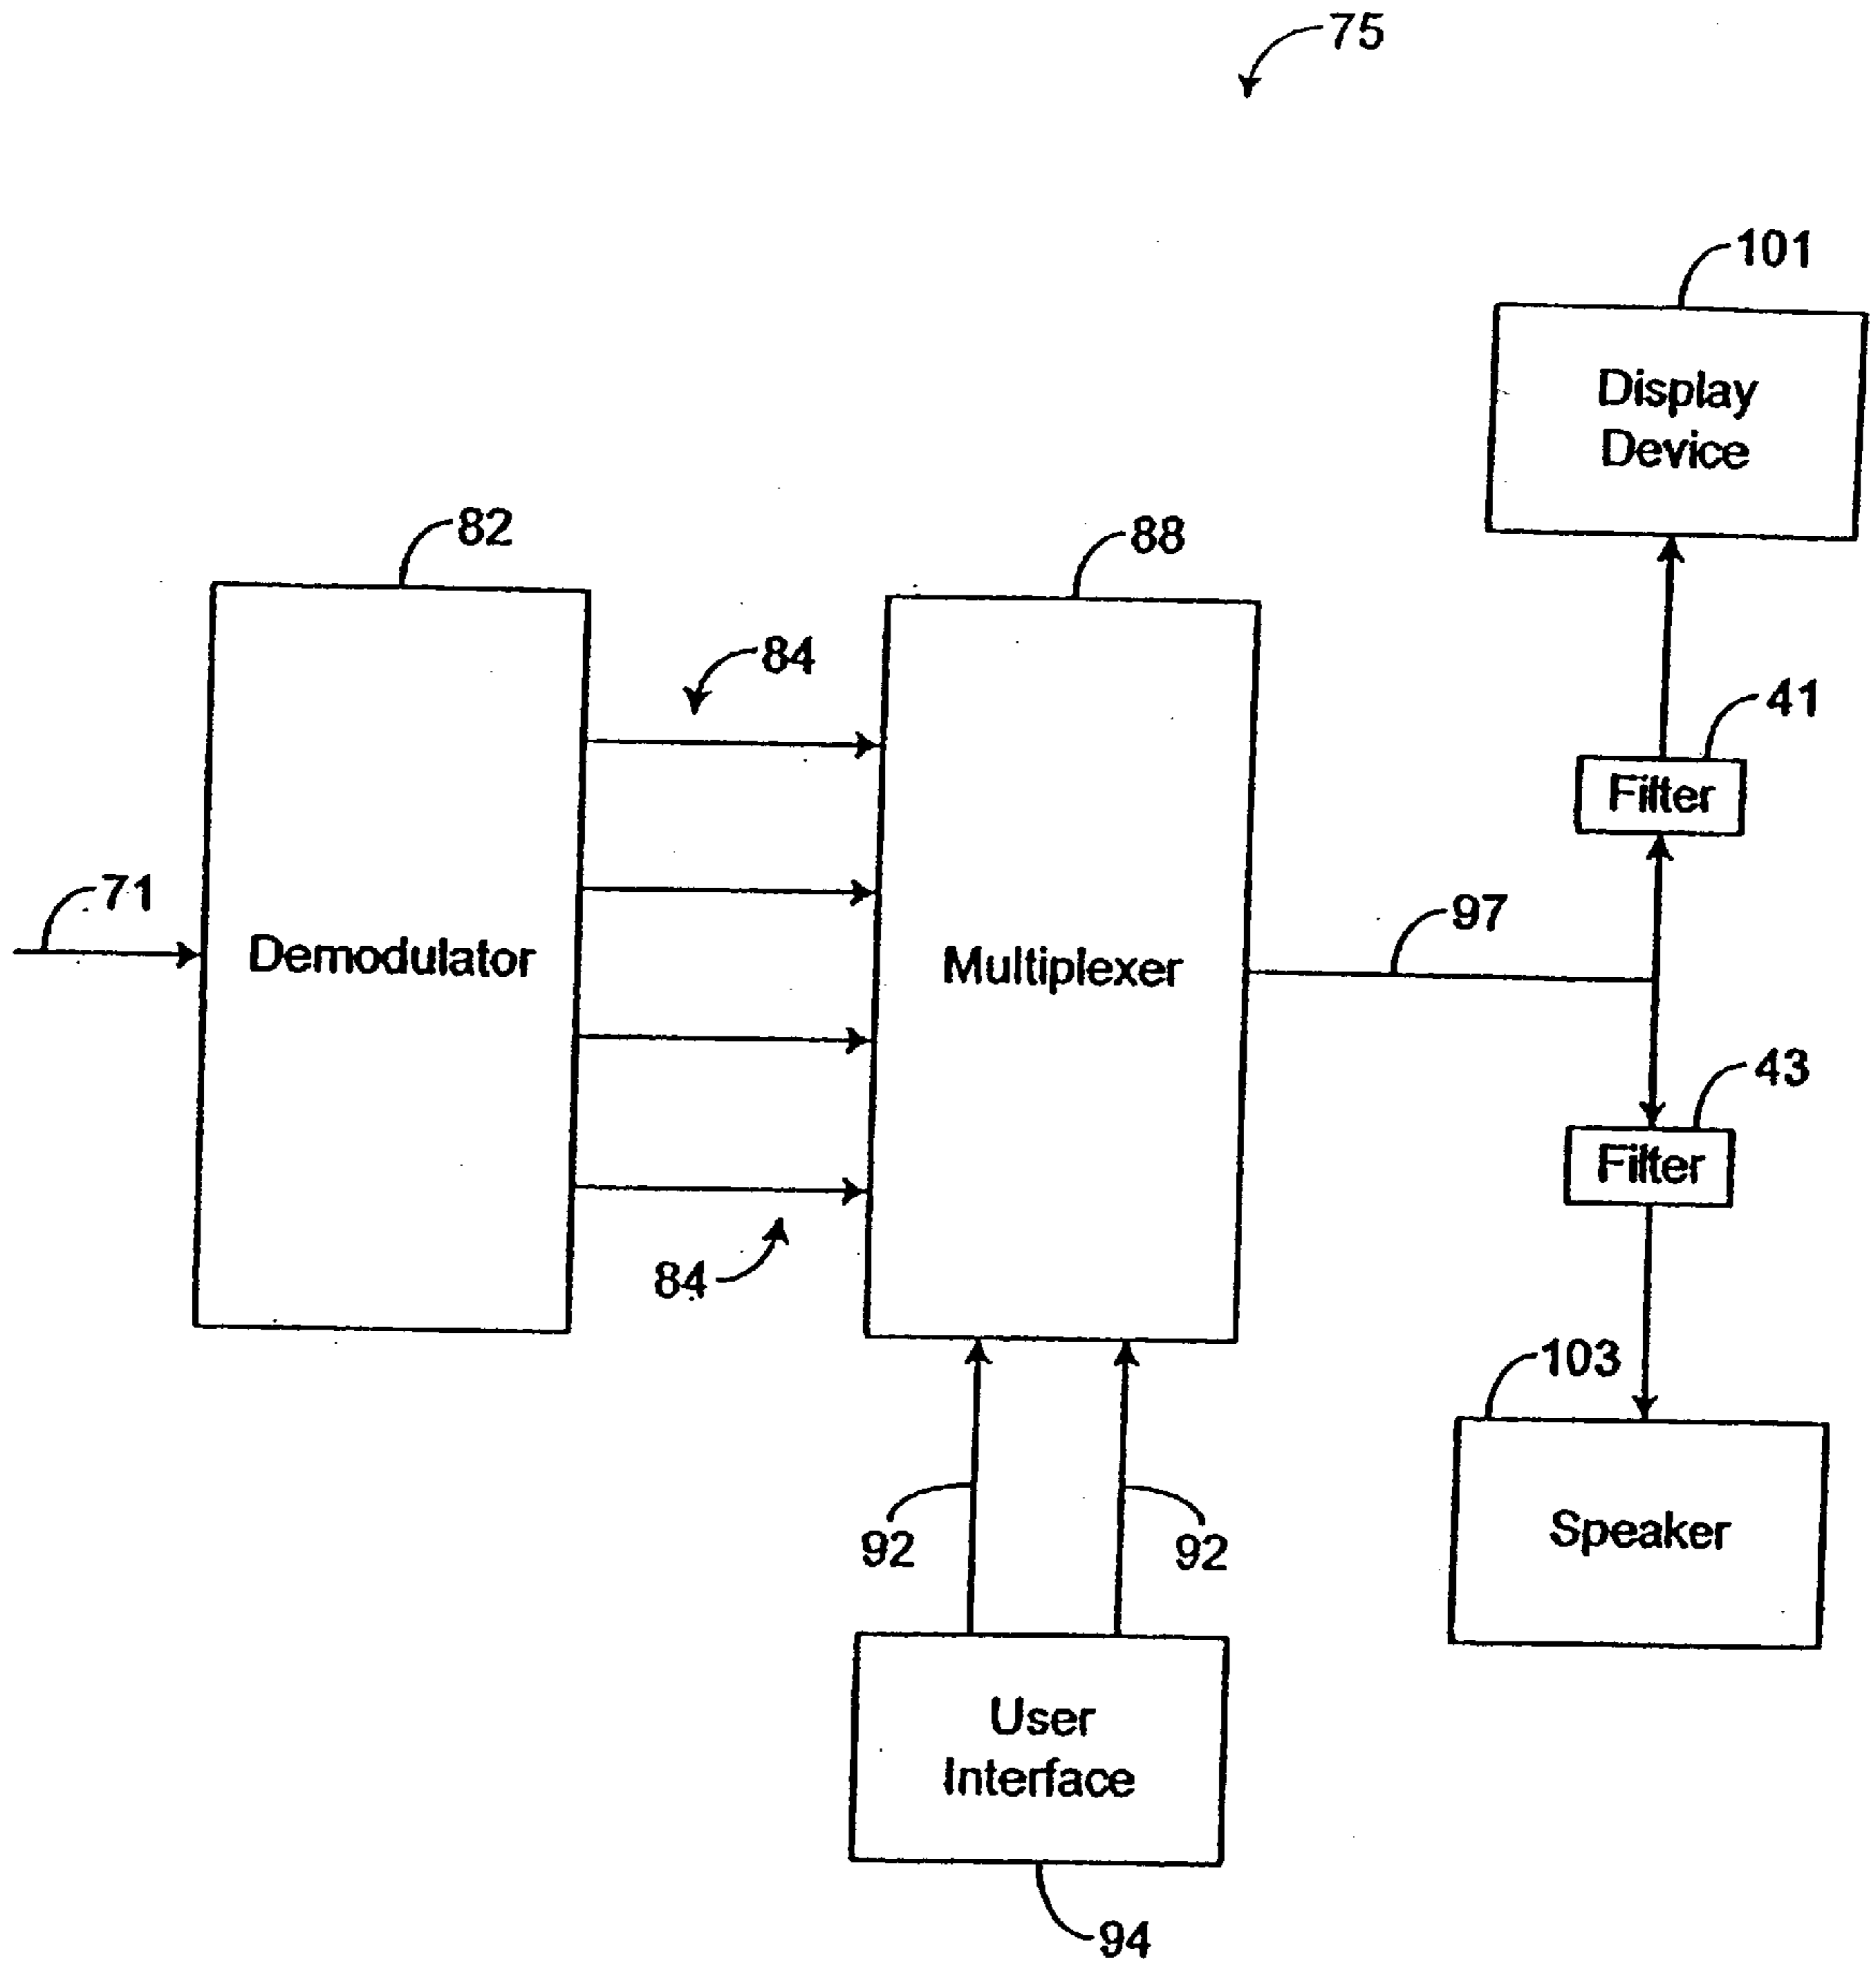 75
101
Display
Device
82
88
84
41
Filter
71
97
Demodulator
Multiplexer
43
Filter
84
103
92
92
Speaker
User
Interface
94